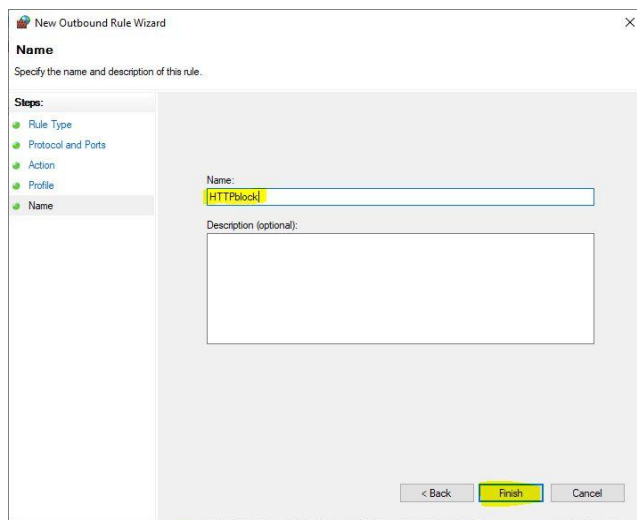 New Outbound Rule Wizard
Name
Specify the name and description of this rule.
Steps:
Rule Type
Protocol and Ports
Action
Profile
Name
Name:
HTTPblock
Description (optional):
< Back Finish Cancel